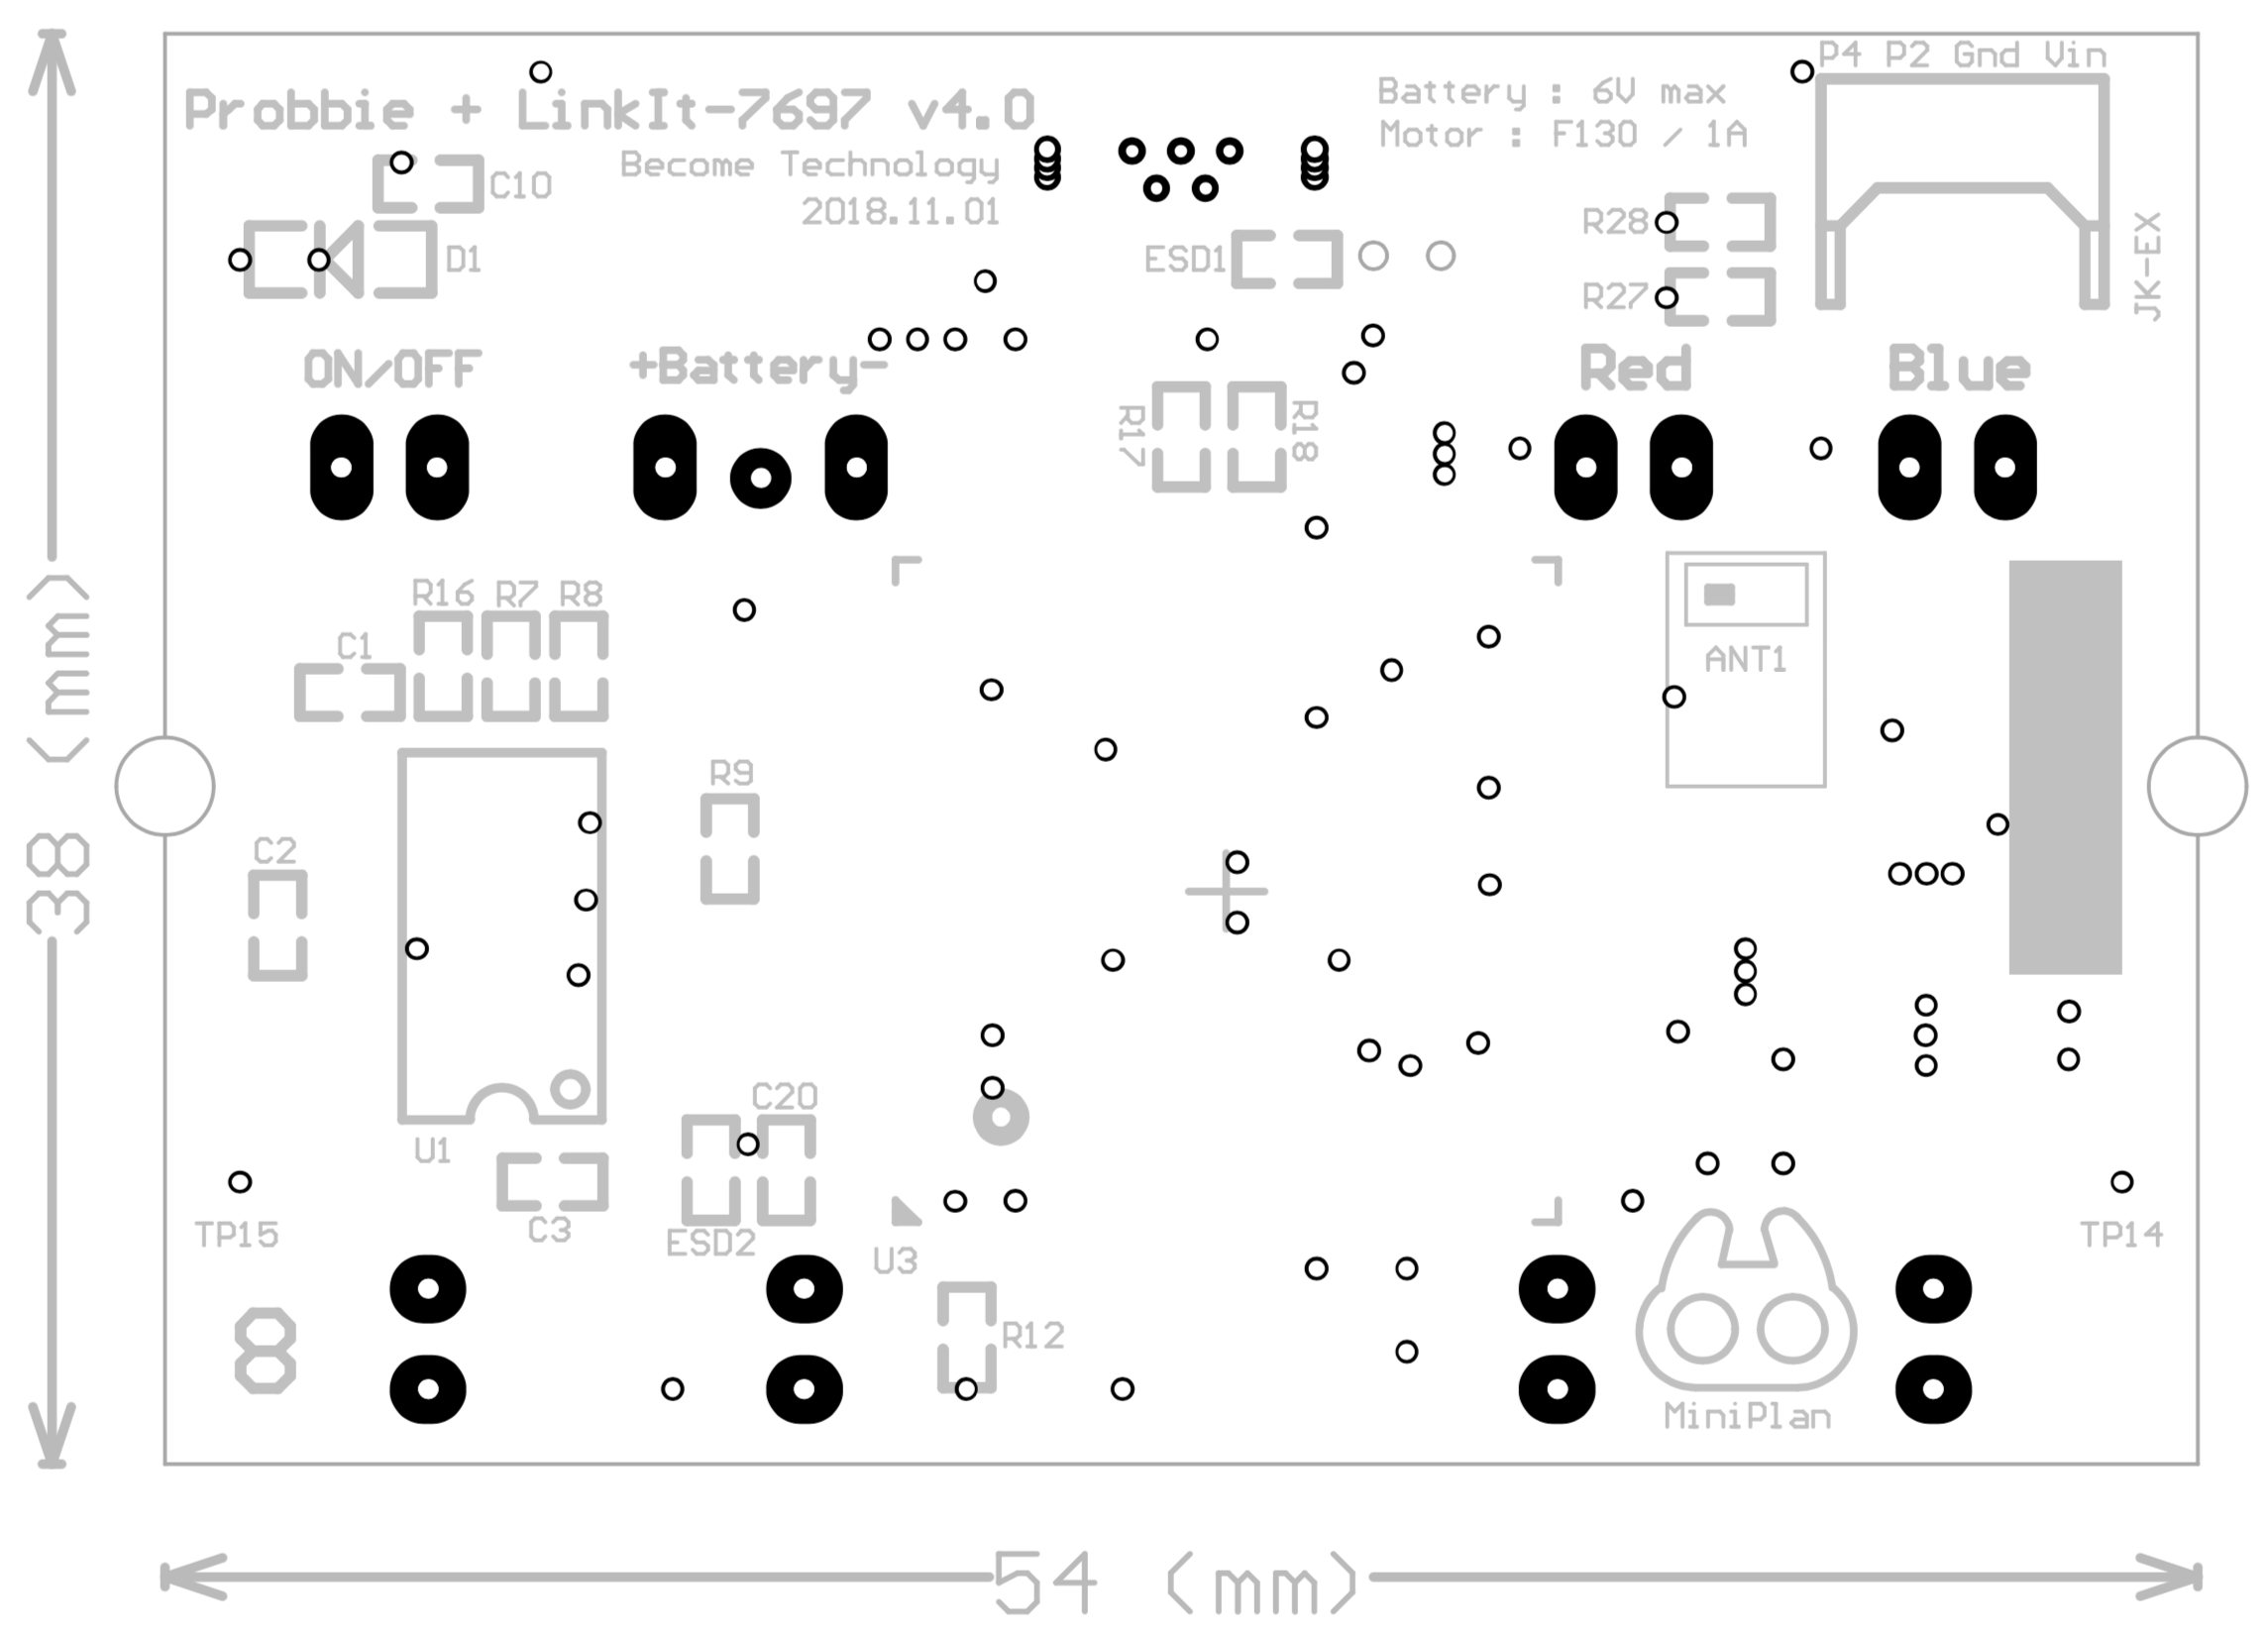 P4 P2 Gnd Vin
Probbie + LinkIt-7697 v4.0
Battery : 6V max
Motor : F130 / 1A
Become Technology
C10
2018.11.01
R28
JK-EX
D1
ESD1
R27
ON/OFF
+Battery-
Red
Blue
R17
R18
R16 R7 R8
C1
ANT1
38 (mm)
R9
C2
C20
U1
TP15
C3
ESD2
U3
TP14
R12
8
MiniPlan
54 (mm)